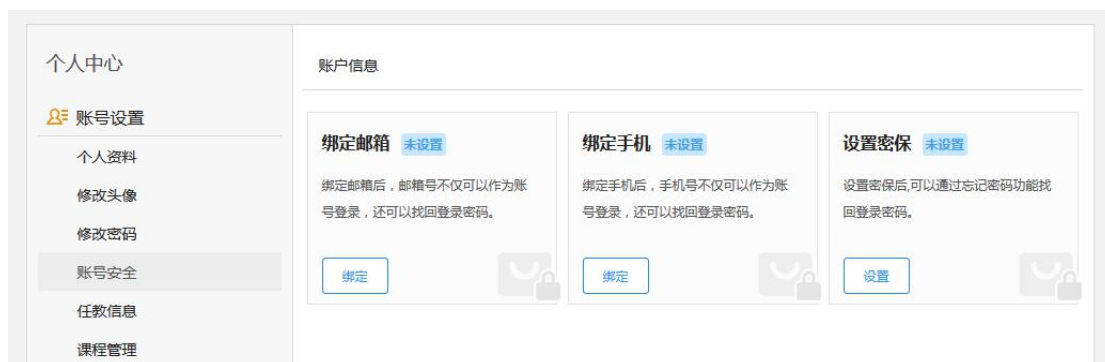 个人中心
账号设置
个人资料
修改头像
修改密码
账号安全
任教信息
课程管理
账户信息
绑定邮箱 未设置
绑定邮箱后，邮箱号不仅可以作为账
号登录，还可以找回登录密码。
绑定
绑定手机 未设置
绑定手机后，手机号不仅可以作为账
号登录，还可以找回登录密码。
绑定
设置密保 未设置
设置密保后,可以通过忘记密码功能找
回登录密码。
设置